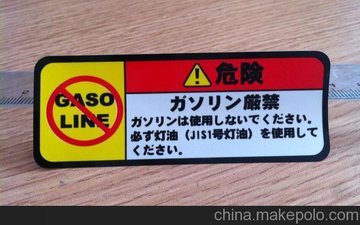 GASO
LINE
危険
ガソリン厳禁
ガソリンは使用しないでください。
必ず灯油（JIS1号灯油）を使用して
ください。
china.makepolo.com